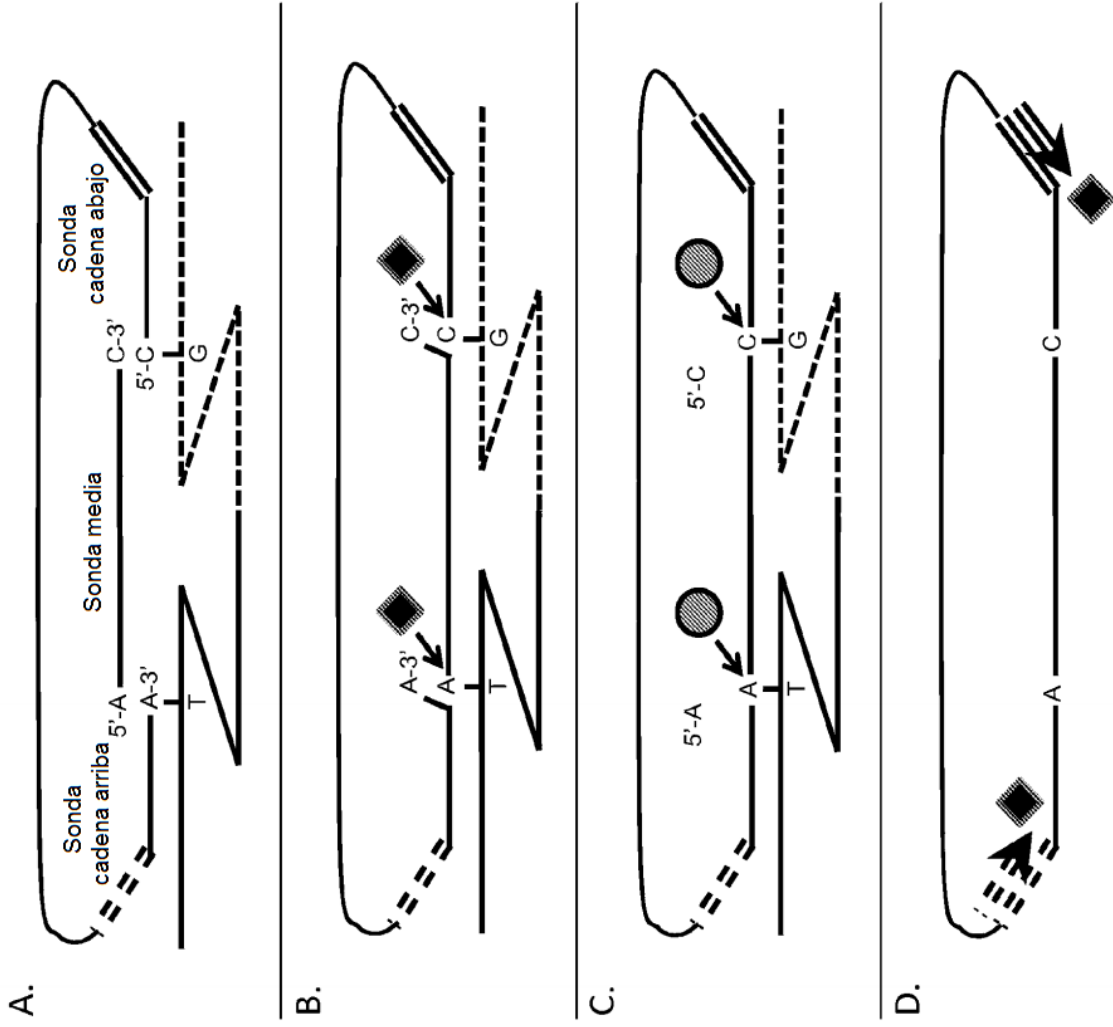 A.
Sonda
cadena arriba
Sonda media
Sonda
cadena abajo
5'-A
C-3'
A-3'
5'-C
T
G
B.
A-3'
C-3'
A
C
T
G
C.
5'-A
5'-C
A
C
T
G
D.
A
C